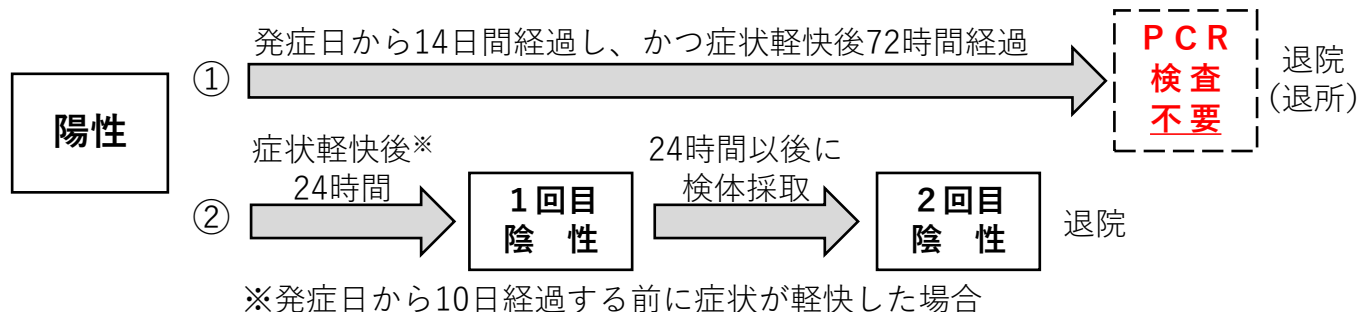 発症日から14日間経過し、かつ症状軽快後72時間経過
①
陽性
PCR
検査
不要
退院
(退所)
症状軽快後※
24時間
②
1回目
陰 性
24時間以後に
検体採取
2回目
陰 性
退院
※発症日から10日経過する前に症状が軽快した場合